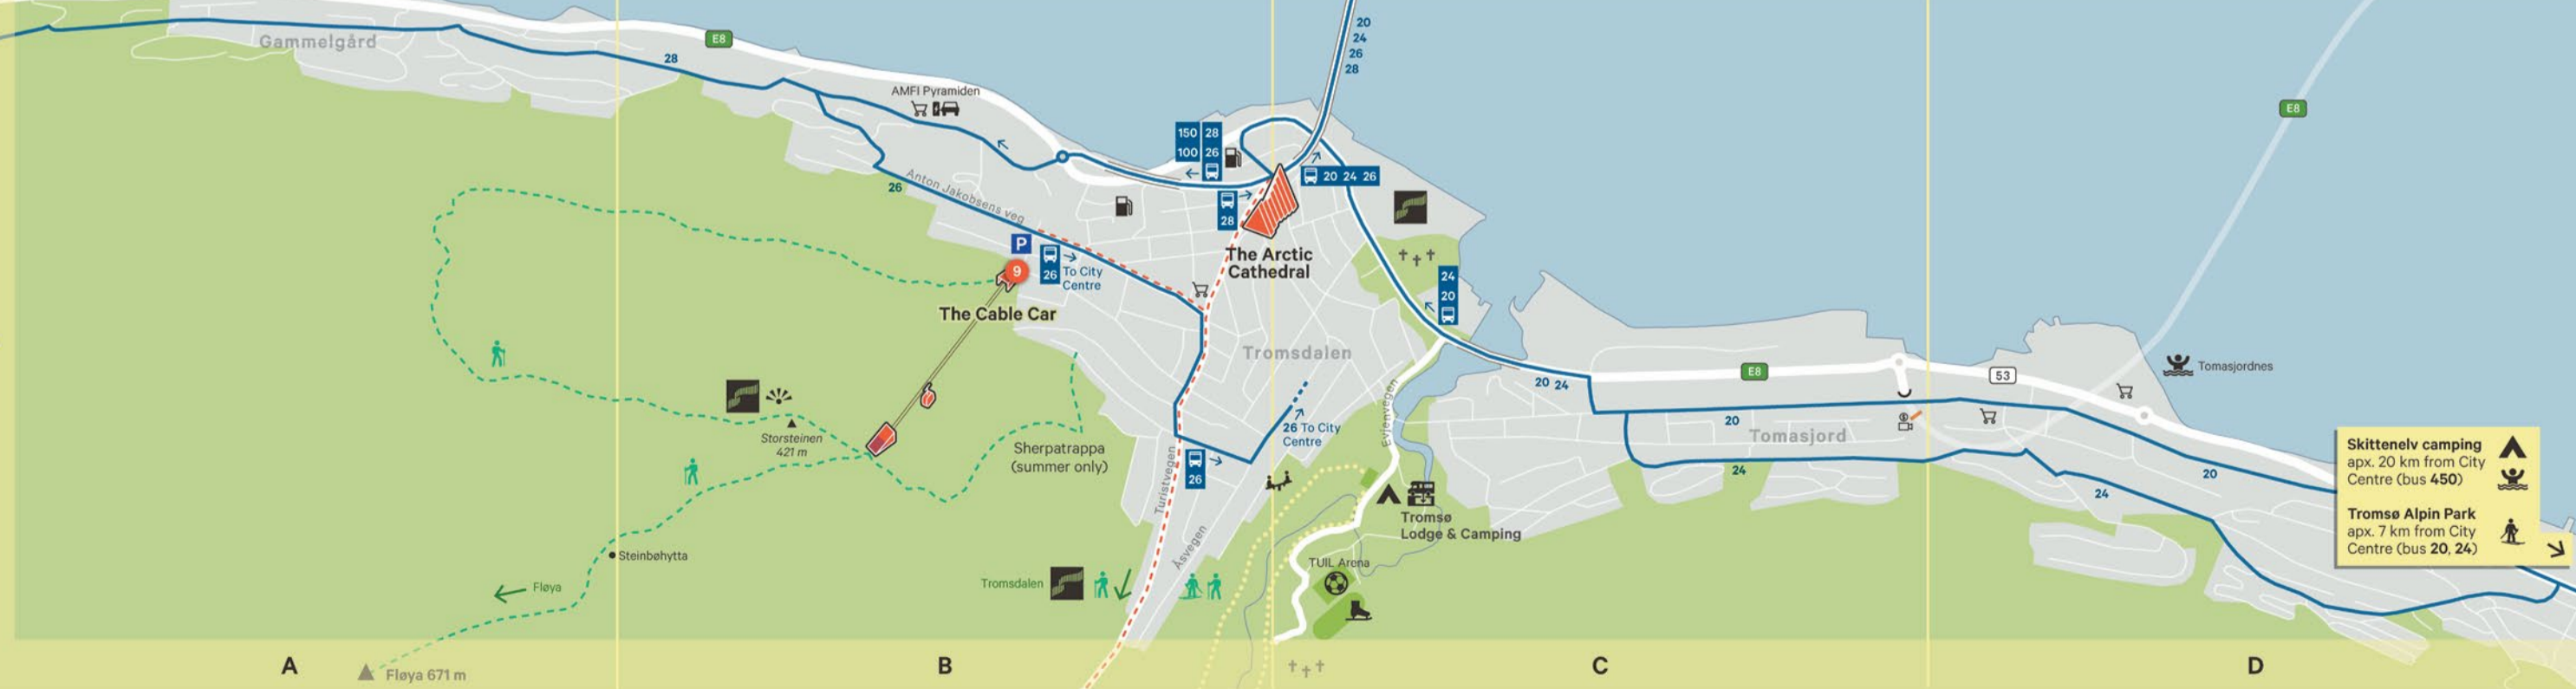 Gammelgård
E8
28
AMFI Pyramiden
20
24
26
28
150 28
100 26
20 24 26
28
E8
26
Anton Jakobsens veg
P
9
26
To City
Centre
The Cable Car
The Arctic
Cathedral
24
20
Tromsdalen
20 24
E8
53
Tomasjordnes
Storsteinen
421 m
Sherpatrappa
(summer only)
26 To City
Centre
26
Turistvegen
Evjenvegen
20
Tomasjord
24
20
24
Skittenelv camping
apx. 20 km from City
Centre (bus 450)
Tromsø Alpin Park
apx. 7 km from City
Centre (bus 20, 24)
Tromsø
Lodge & Camping
Steinbøhytta
Åsvegen
TUIL Arena
Fløya
Tromsdalen
A
B
C
D
Fløya 671 m